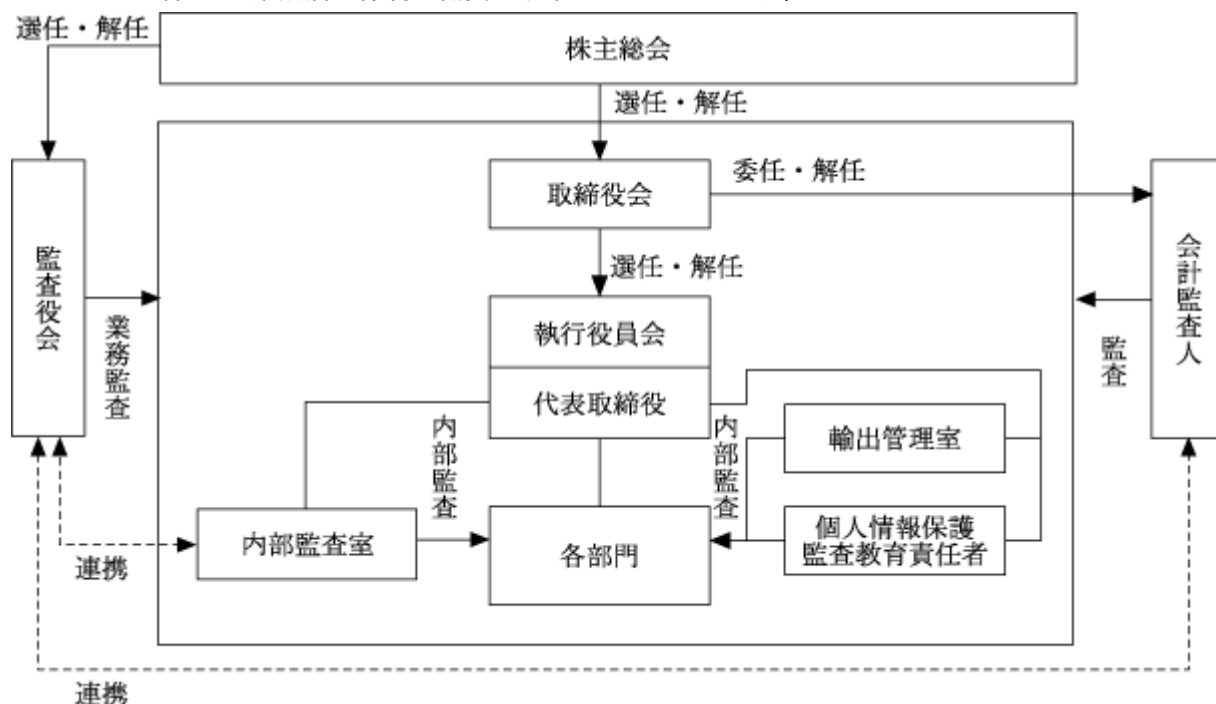 選任・解任
株主総会
選任・解任
取締役会
委任・解任
監査役会
会計監査人
選任・解任
執行役員会
業務監査
監査
代表取締役
内部監査
内部監査
輸出管理室
内部監査室
各部門
個人情報保護
監査教育責任者
連携
連携